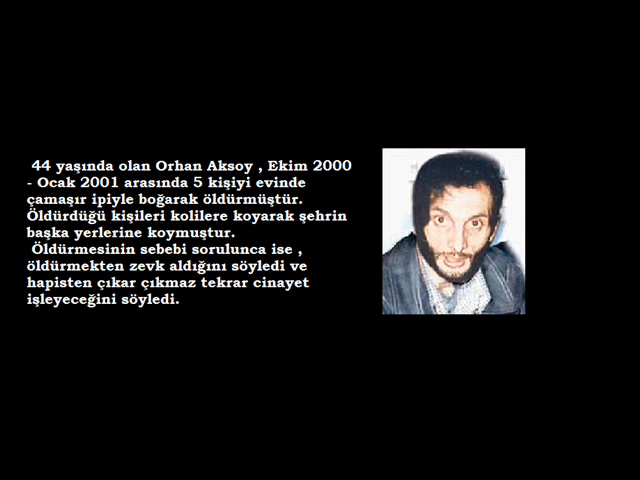 44 yaşında olan Orhan Aksoy , Ekim 2000
- Ocak 2001 arasında 5 kişiyi evinde
çamaşır ipiyle boğarak öldürmüştür.
Öldürdüğü kişileri kolilere koyarak şehrin
başka yerlerine koymuştur.
Öldürmesinin sebebi sorulunca ise ,
öldürmekten zevk aldığını söyledi ve
hapisten çıkar çıkmaz tekrar cinayet
işleyeceğini söyledi.